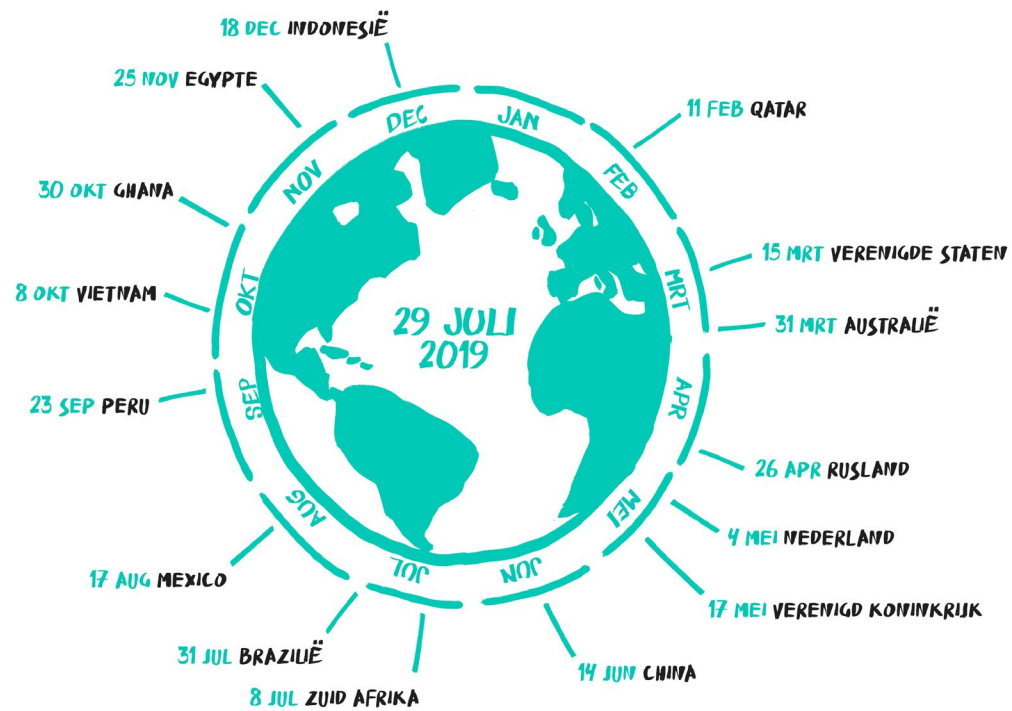 18 DEC INDONESIË
25 NOV EGYPTE
11 FEB QATAR
DEC
JAN
NOV
FEB
30 OKT GHANA
15 MRT VERENIGDE STATEN
OKT
MRT
8 OKT VIETNAM
29 JULI
2019
31 MRT AUSTRALIË
SEP
APR
23 SEP PERU
26 APR RUSLAND
AUG
MEI
4 MEI NEDERLAND
JUL
JUN
17 AUG MEXICO
17 MEI VERENIGD KONINKRIJK
31 JUL BRAZILIË
14 JUN CHINA
8 JUL ZUID AFRIKA